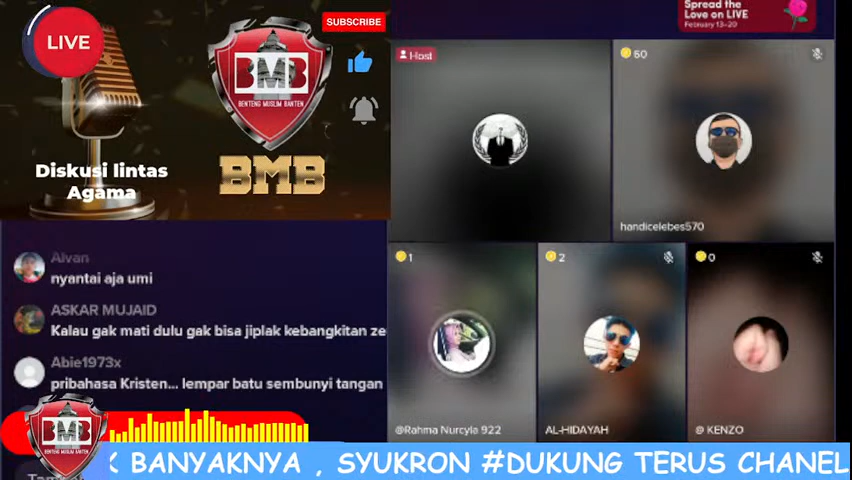 LIVE
SUBSCRIBE
BMB
BENTENG MUSLIM BANTEN
BMB
Diskusi lintas
Agama
Spread the
Love on LIVE
February 13–20
Host
60
handicelebes570
Alvan
nyantai aja umi
ASKAR MUJAID
Kalau gak mati dulu gak bisa jiplak kebangkitan ze
Abie1973x
pribahasa Kristen... lempar batu sembunyi tangan
1
@Rahma Nurcyla 922
2
AL-HIDAYAH
0
@ KENZO
BMB
K BANYAKNYA , SYUKRON #DUKUNG TERUS CHANEL